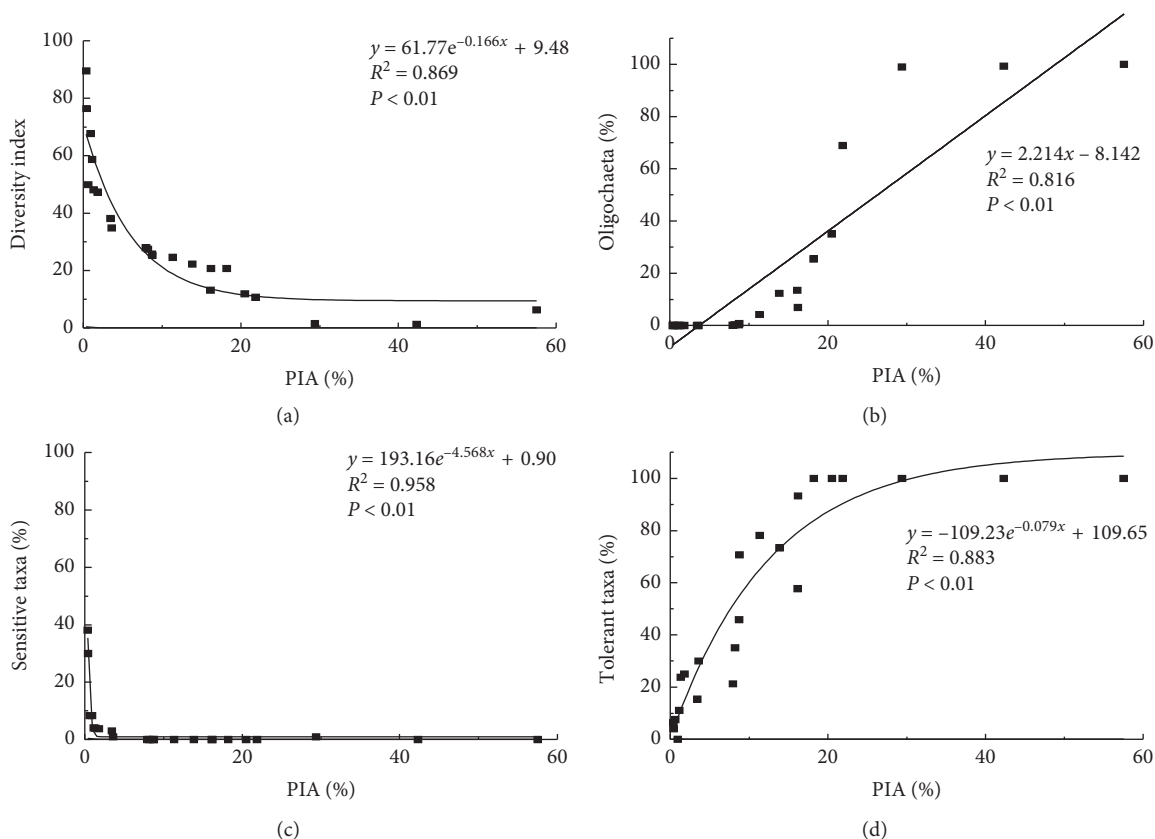 100
80
60
40
20
0
Diversity index
y = 61.77e^−0.166x + 9.48
R² = 0.869
P < 0.01
0 20 40 60
PIA (%)
(a)
100
80
60
40
20
0
Oligochaeta (%)
y = 2.214x – 8.142
R² = 0.816
P < 0.01
0 20 40 60
PIA (%)
(b)
100
80
60
40
20
0
Sensitive taxa (%)
y = 193.16e^−4.568x + 0.90
R² = 0.958
P < 0.01
0 20 40 60
PIA (%)
(c)
100
80
60
40
20
0
Tolerant taxa (%)
y = −109.23e^−0.079x + 109.65
R² = 0.883
P < 0.01
0 20 40 60
PIA (%)
(d)